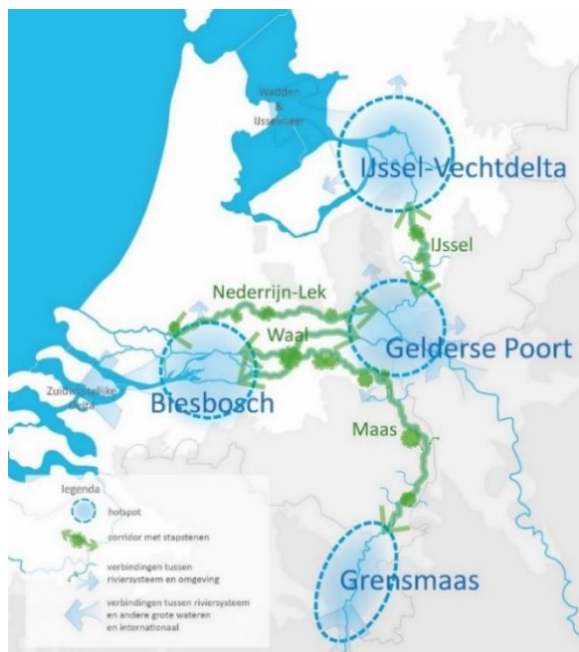 Wadden
&
IJsselmeer
IJssel-Vechtdelta
IJssel
Nederrijn-Lek
Waal
Gelderse Poort
Zuidwestelijke
Delta
Biesbosch
Maas
Grensmaas
legenda
hotspot
corridor met stapstenen
verbindingen tussen
riviersysteem en omgeving
verbindingen tussen riviersysteem
en andere grote wateren
en internationaal